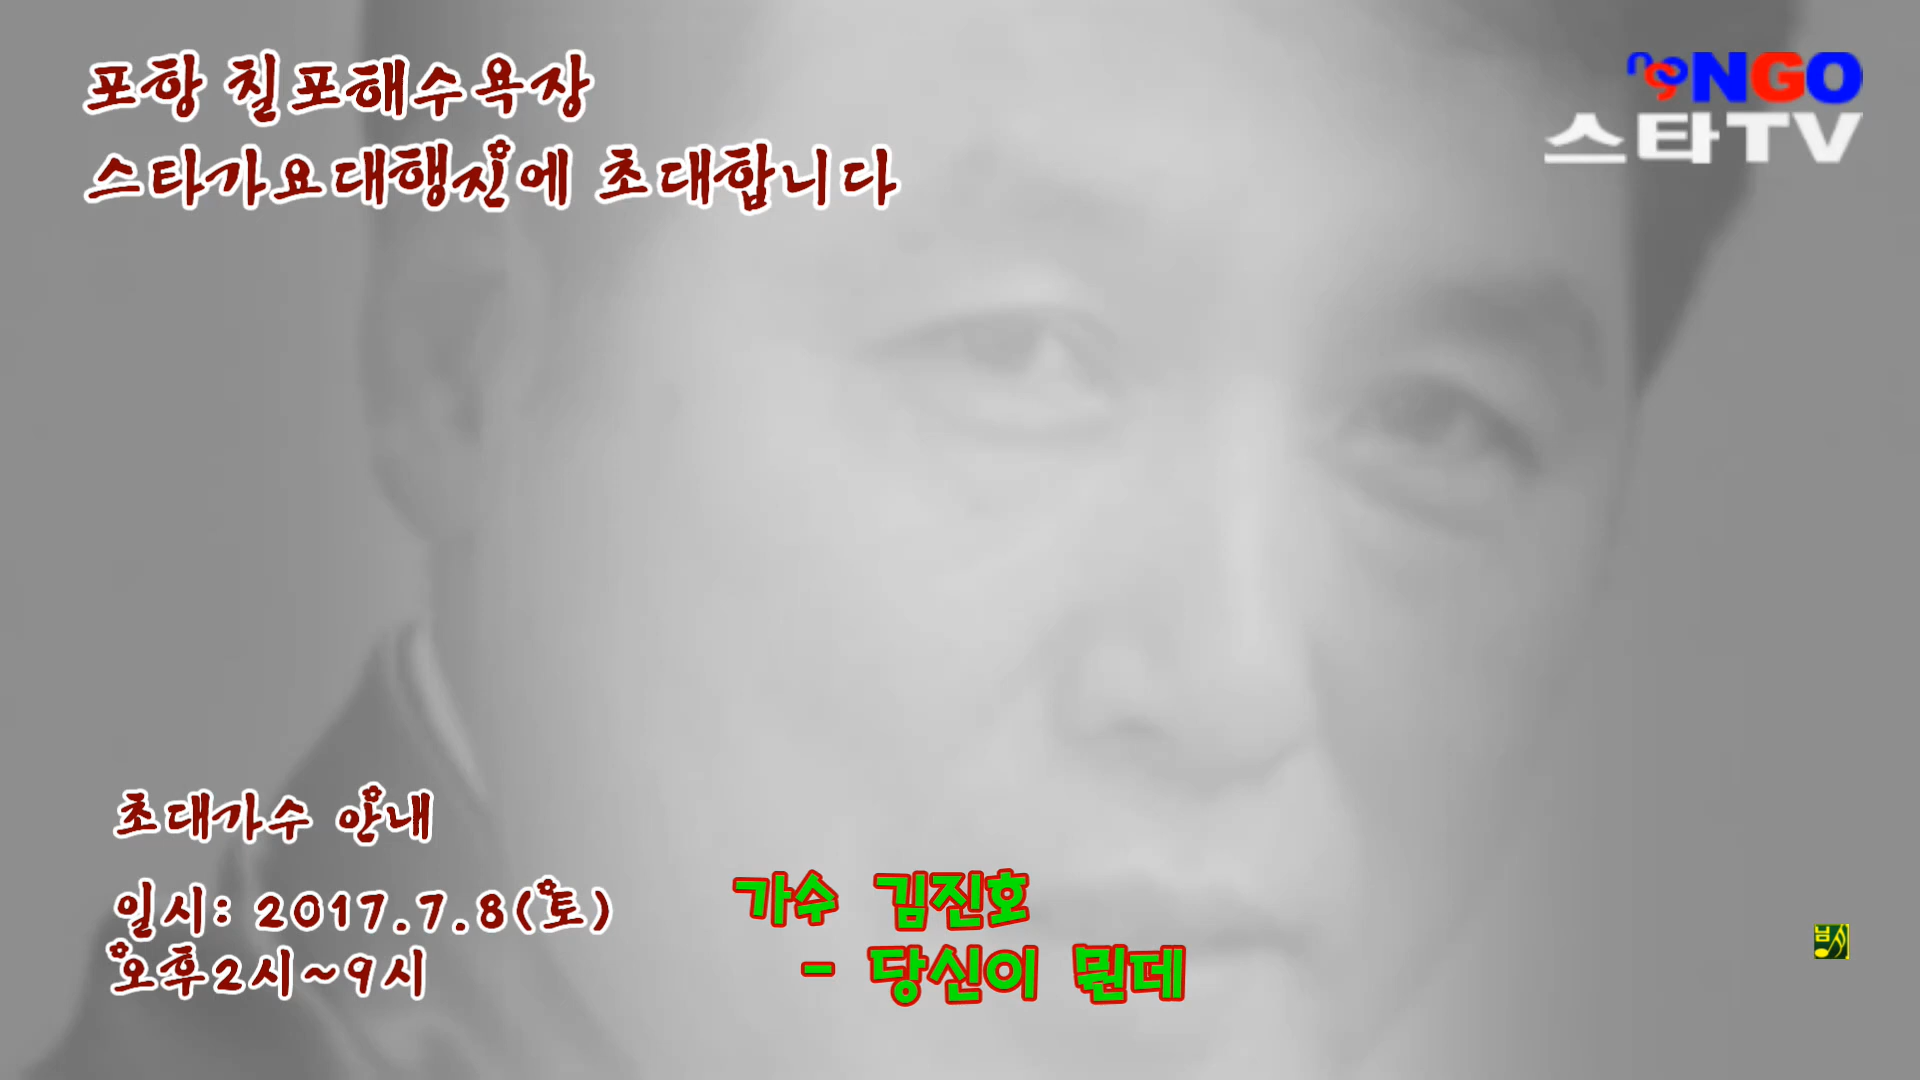 포항 칠포해수욕장
스타가요대행진에 초대합니다
NGO
스타TV
초대가수 안내
일시: 2017.7.8(토)
오후2시~9시
가수 김진호
- 당신이 뭔데